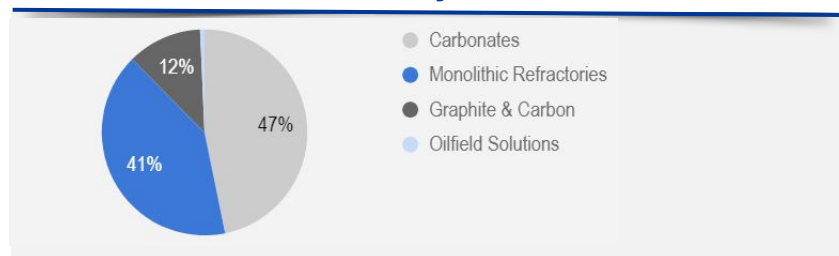 12%
47%
41%
Carbonates
Monolithic Refractories
Graphite & Carbon
Oilfield Solutions